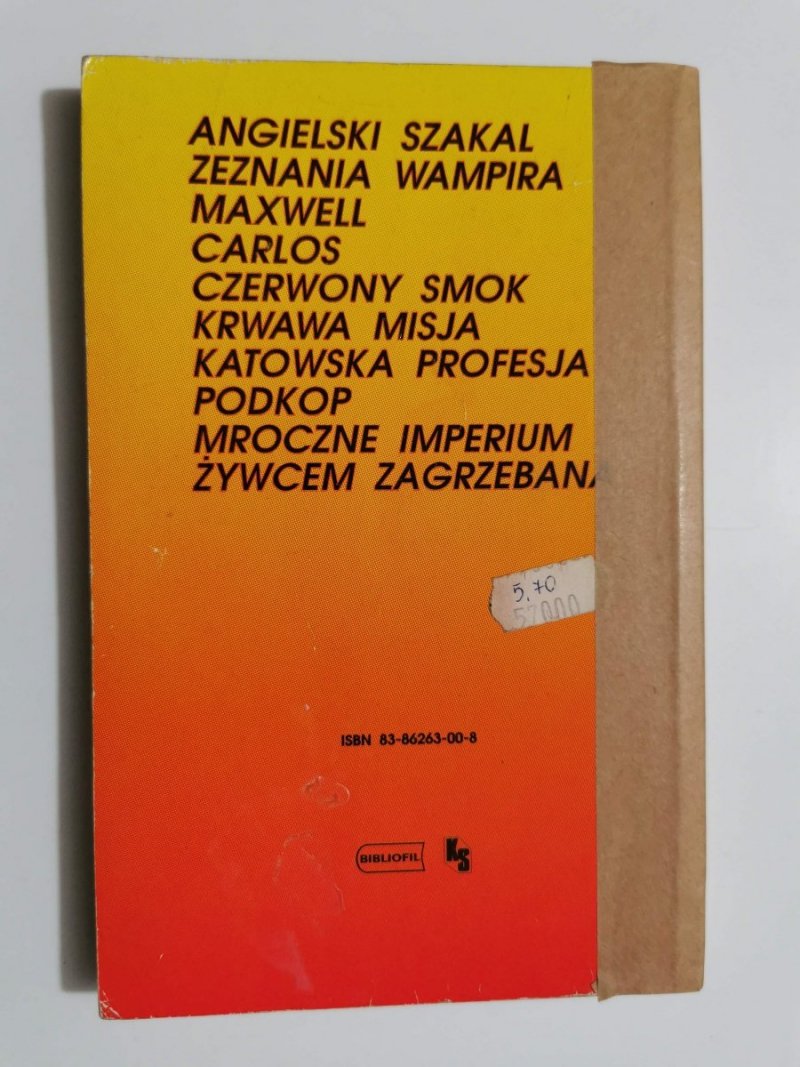 ANGIELSKI SZAKAL
ZEZNANIA WAMPIRA
MAXWELL
CARLOS
CZERWONY SMOK
KRWAWA MISJA
KATOWSKA PROFESJA
PODKOP
MROCZNE IMPERIUM
ŻYWCEM ZAGRZEBANA
5,70
57000
ISBN 83-86263-00-8
BIBLIOFIL
KS